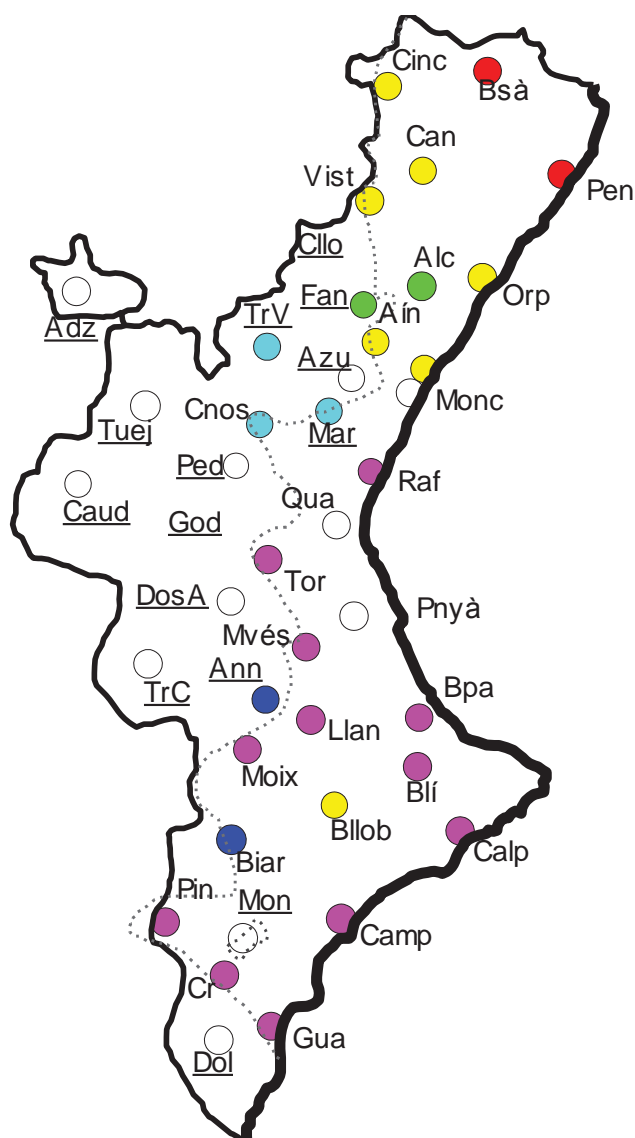 Cinc
Bsà
Can
Vist
Pen
Cllo
Alc
Fan
Orp
Aín
TrV
Adz
Azu
Monc
Cnos
Mar
Tuej
Ped
Raf
Caud
Qua
God
Tor
DosA
Pnyà
Mvés
Ann
TrC
Bpa
Llan
Moix
Blí
Bllob
Calp
Biar
Pin
Mon
Camp
Cr
Gua
Dol